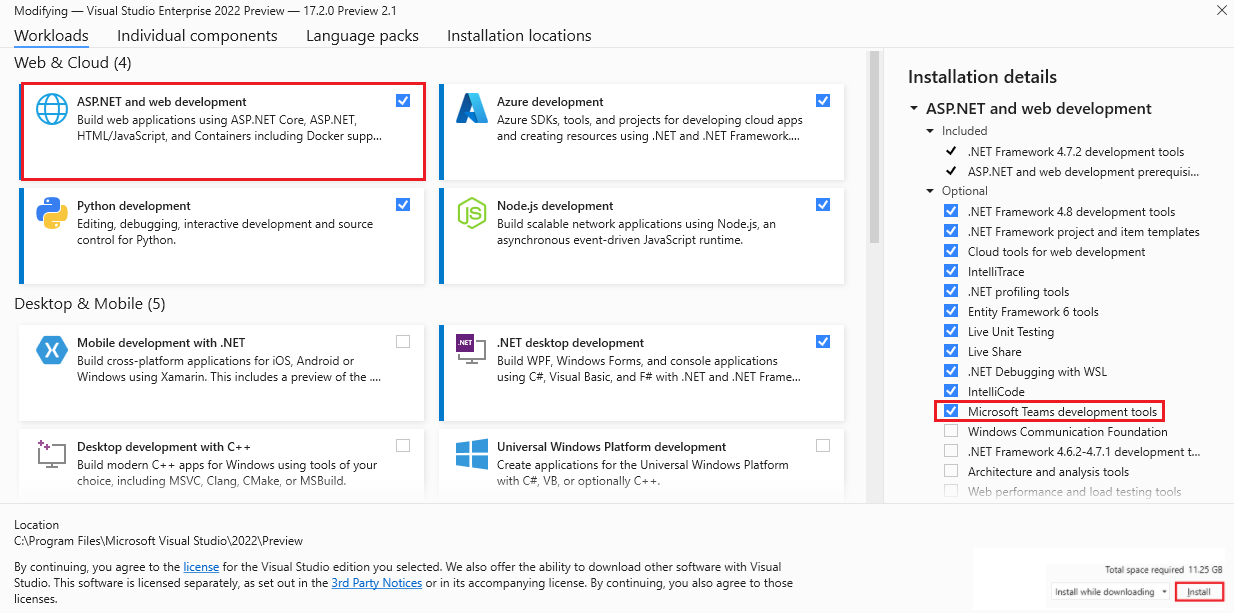 Modifying — Visual Studio Enterprise 2022 Preview — 17.2.0 Preview 2.1
Workloads Individual components Language packs Installation locations
Web & Cloud (4)
ASP.NET and web development
Build web applications using ASP.NET Core, ASP.NET,
HTML/JavaScript, and Containers including Docker supp...
Azure development
Azure SDKs, tools, and projects for developing cloud apps
and creating resources using .NET and .NET Framework....
Python development
Editing, debugging, interactive development and source
control for Python.
Node.js development
Build scalable network applications using Node.js, an
asynchronous event-driven JavaScript runtime.
Desktop & Mobile (5)
Mobile development with .NET
Build cross-platform applications for iOS, Android or
Windows using Xamarin. This includes a preview of the ....
.NET
.NET desktop development
Build WPF, Windows Forms, and console applications
using C#, Visual Basic, and F# with .NET and .NET Frame...
Desktop development with C++
Build modern C++ apps for Windows using tools of your
choice, including MSVC, Clang, CMake, or MSBuild.
Universal Windows Platform development
Create applications for the Universal Windows Platform
with C#, VB, or optionally C++.
Installation details
ASP.NET and web development
Included
.NET Framework 4.7.2 development tools
ASP.NET and web development prerequisi...
Optional
.NET Framework 4.8 development tools
.NET Framework project and item templates
Cloud tools for web development
IntelliTrace
.NET profiling tools
Entity Framework 6 tools
Live Unit Testing
Live Share
.NET Debugging with WSL
IntelliCode
Microsoft Teams development tools
Windows Communication Foundation
.NET Framework 4.6.2-4.7.1 development t...
Architecture and analysis tools
Web performance and load testing tools
Location
C:\Program Files\Microsoft Visual Studio\2022\Preview
By continuing, you agree to the license for the Visual Studio edition you selected. We also offer the ability to download other software with Visual
Studio. This software is licensed separately, as set out in the 3rd Party Notices or in its accompanying license. By continuing, you also agree to those
licenses.
Total space required 11.25 GB
Install while downloading Install